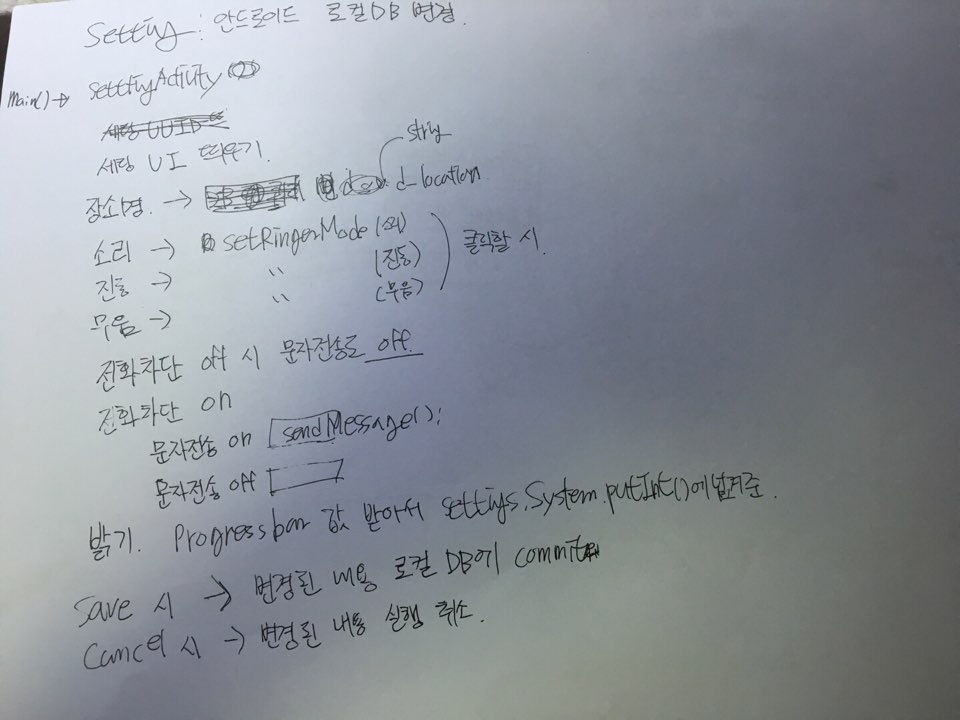 Setting : 안드로이드 로컬DB 변경.
Main() → settingActivity
세팅 UI 띄우기.
string
장소명. → d_location
소리 → setRingerMode (소리)
진동 → " (진동) 클릭할 시.
무음 → " (무음)
전화차단 off 시 문자전송도 off.
전화차단 on
문자전송 on sendMessage();
문자전송 off
밝기. Progressbar 값 받아서 settings.System.putInt()에 넘겨준.
Save 시 → 변경된 내용 로컬 DB에 commit
Cancel 시 → 변경된 내용 실행 취소.